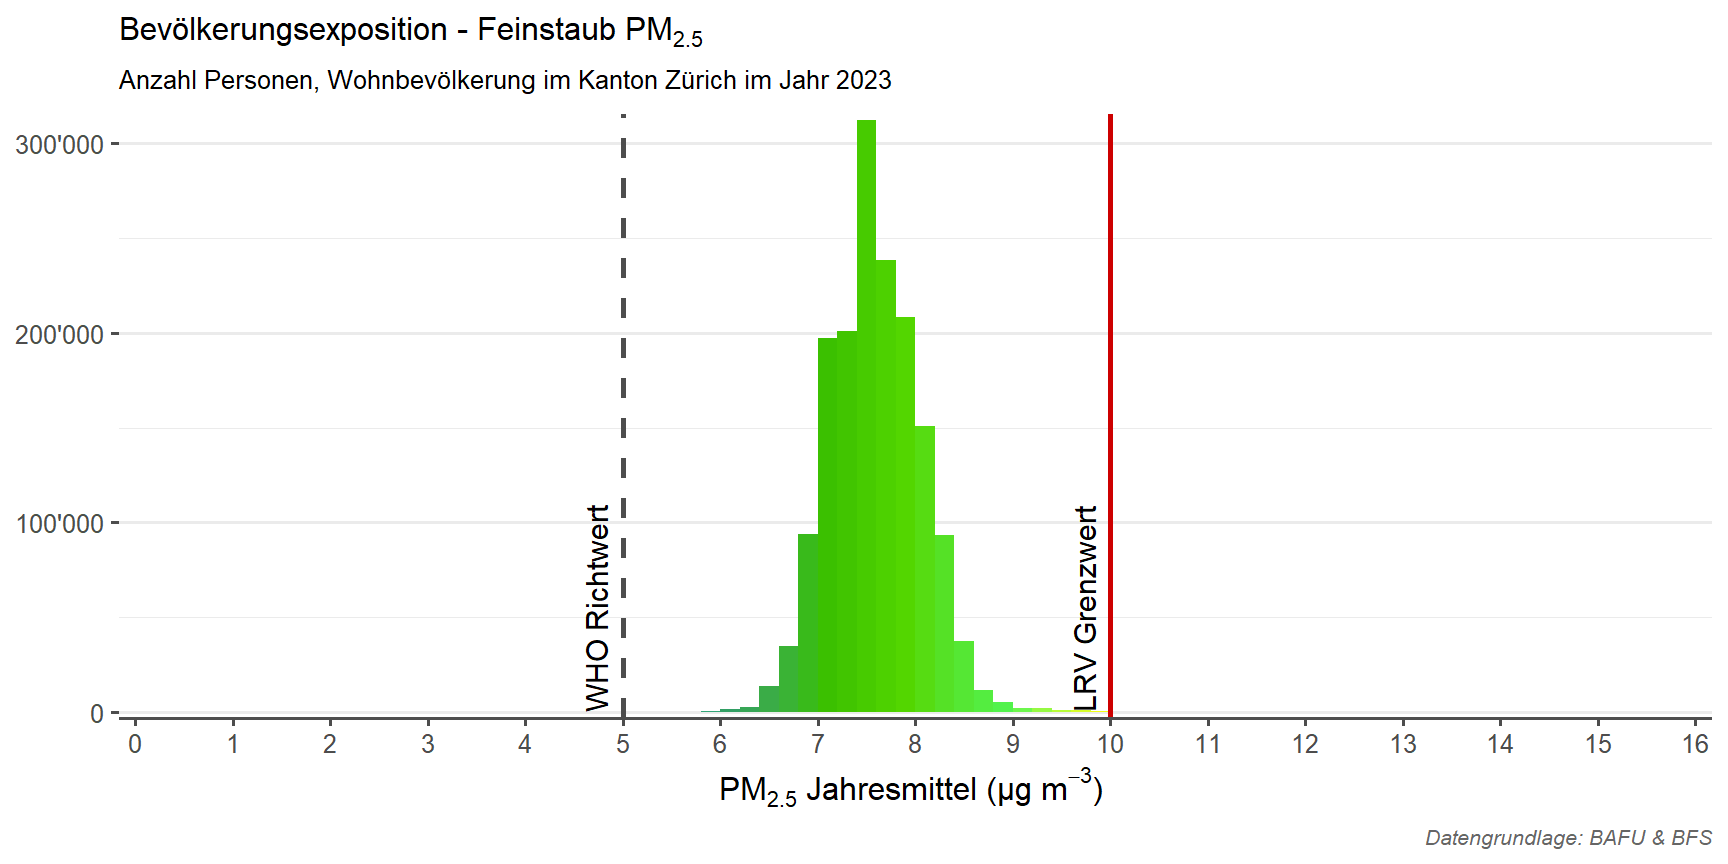 Bevölkerungsexposition - Feinstaub PM2.5
Anzahl Personen, Wohnbevölkerung im Kanton Zürich im Jahr 2023
300'000
200'000
100'000
0
WHO Richtwert
LRV Grenzwert
0 1 2 3 4 5 6 7 8 9 10 11 12 13 14 15 16
PM2.5 Jahresmittel (µg m−3)
Datengrundlage: BAFU & BFS